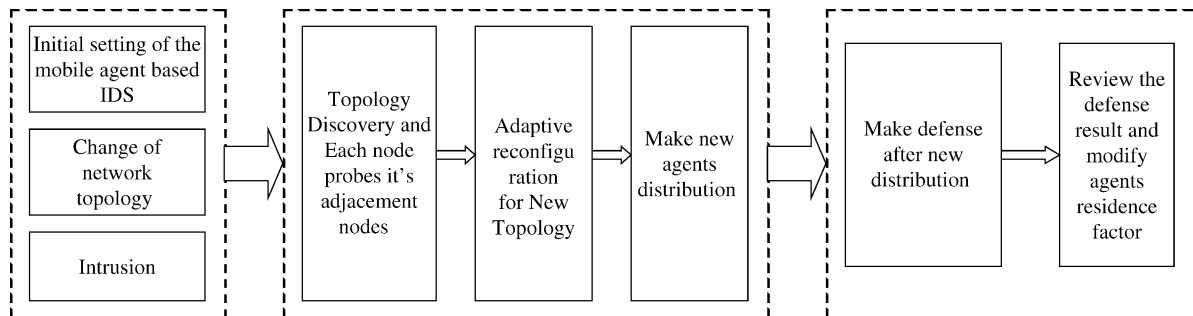 Initial setting of the
mobile agent based
IDS
Change of
network
topology
Intrusion
Topology
Discovery and
Each node
probes it's
adjacement
nodes
Adaptive
reconfigu
ration
for New
Topology
Make new
agents
distribution
Make defense
after new
distribution
Review the
defense
result and
modify
agents
residence
factor